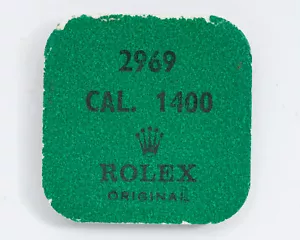 2969
CAL. 1400
ROLEX
ORIGINAL